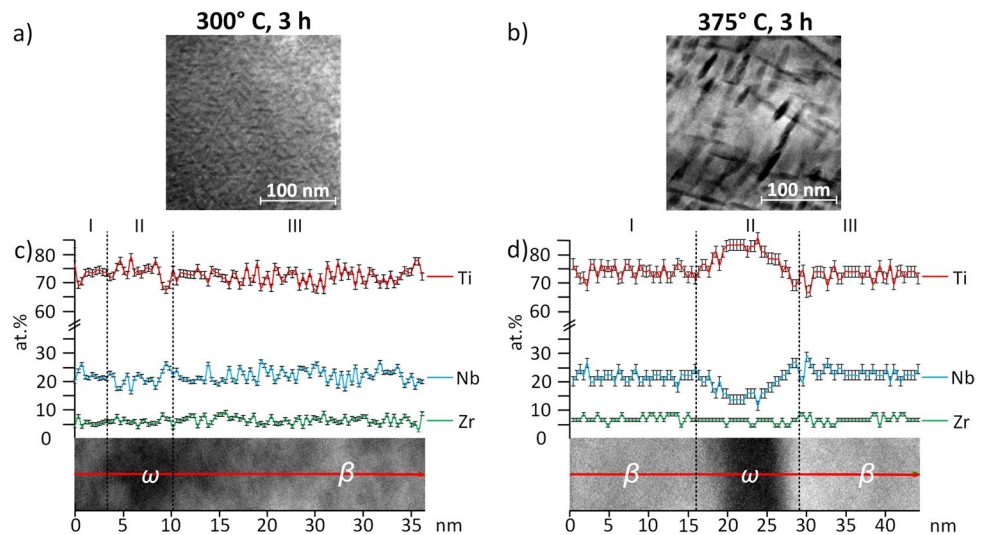 300° C, 3 h
a)
100 nm
375° C, 3 h
b)
100 nm
I II III
c)
80
70
60
at.%
30
20
10
0
Ti
Nb
Zr
ω β
0 5 10 10 20 30 30 35 nm
I II III
d)
80
70
60
at.%
30
20
10
0
Ti
Nb
Zr
β ω β
0 5 10 15 20 25 30 35 40 nm